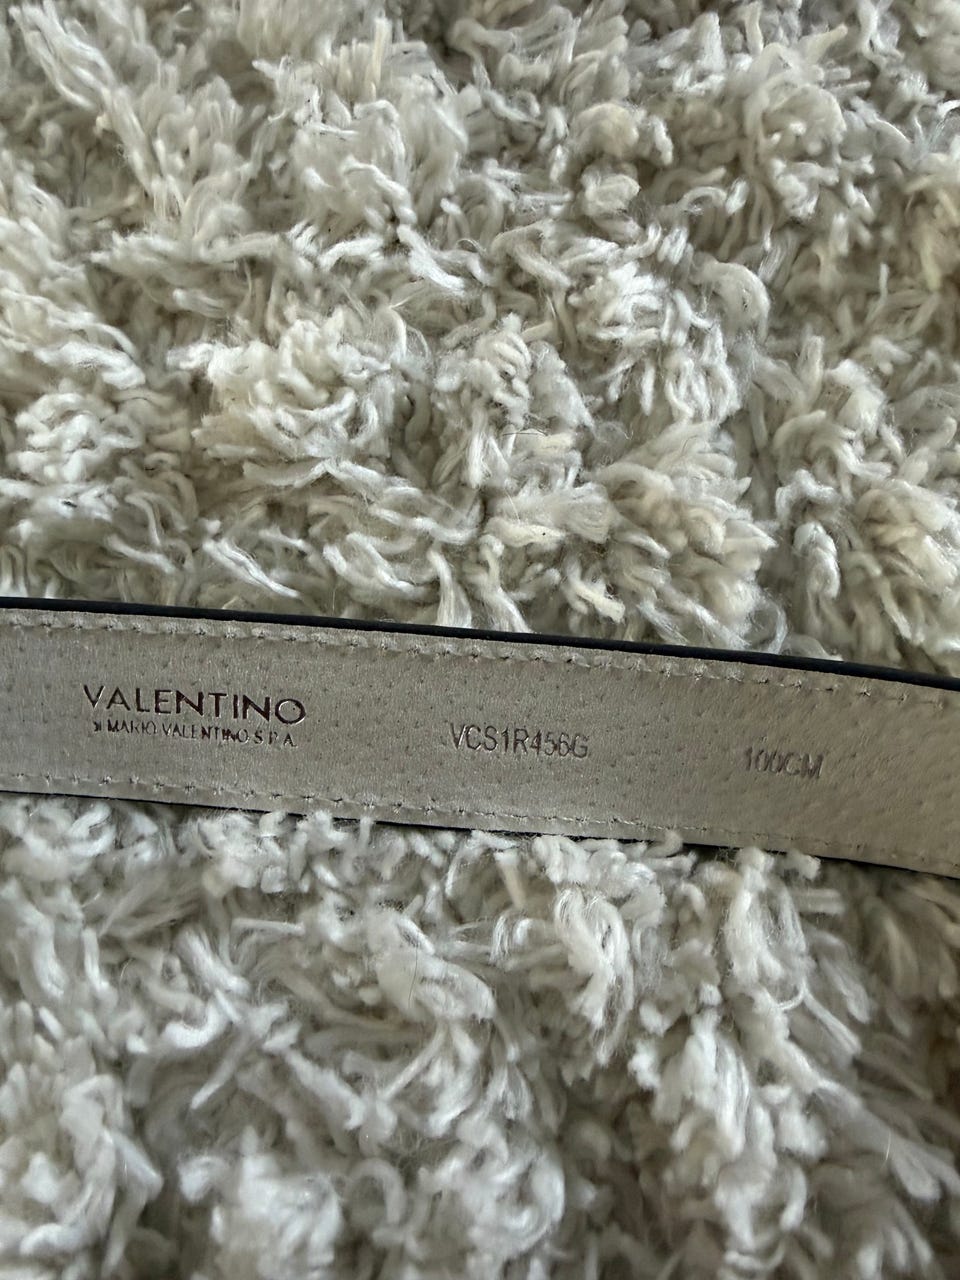 VALENTINO
DI MARIO VALENTINO S.P.A.
VCS1R456G
100CM